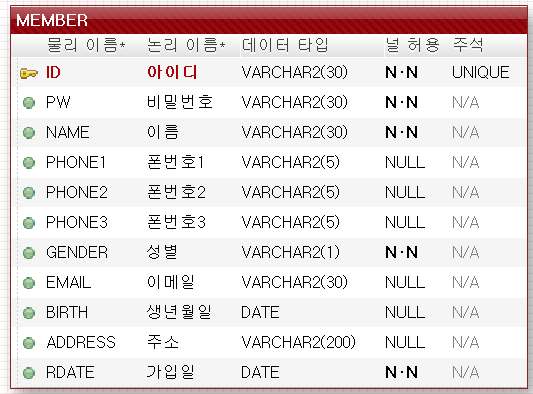 MEMBER
물리 이름* 논리 이름* 데이터 타입 널 허용 주석
ID 아이디 VARCHAR2(30) N·N UNIQUE
PW 비밀번호 VARCHAR2(30) N·N N/A
NAME 이름 VARCHAR2(30) N·N N/A
PHONE1 폰번호1 VARCHAR2(5) NULL N/A
PHONE2 폰번호2 VARCHAR2(5) NULL N/A
PHONE3 폰번호3 VARCHAR2(5) NULL N/A
GENDER 성별 VARCHAR2(1) N·N N/A
EMAIL 이메일 VARCHAR2(30) NULL N/A
BIRTH 생년월일 DATE NULL N/A
ADDRESS 주소 VARCHAR2(200) NULL N/A
RDATE 가입일 DATE N·N N/A